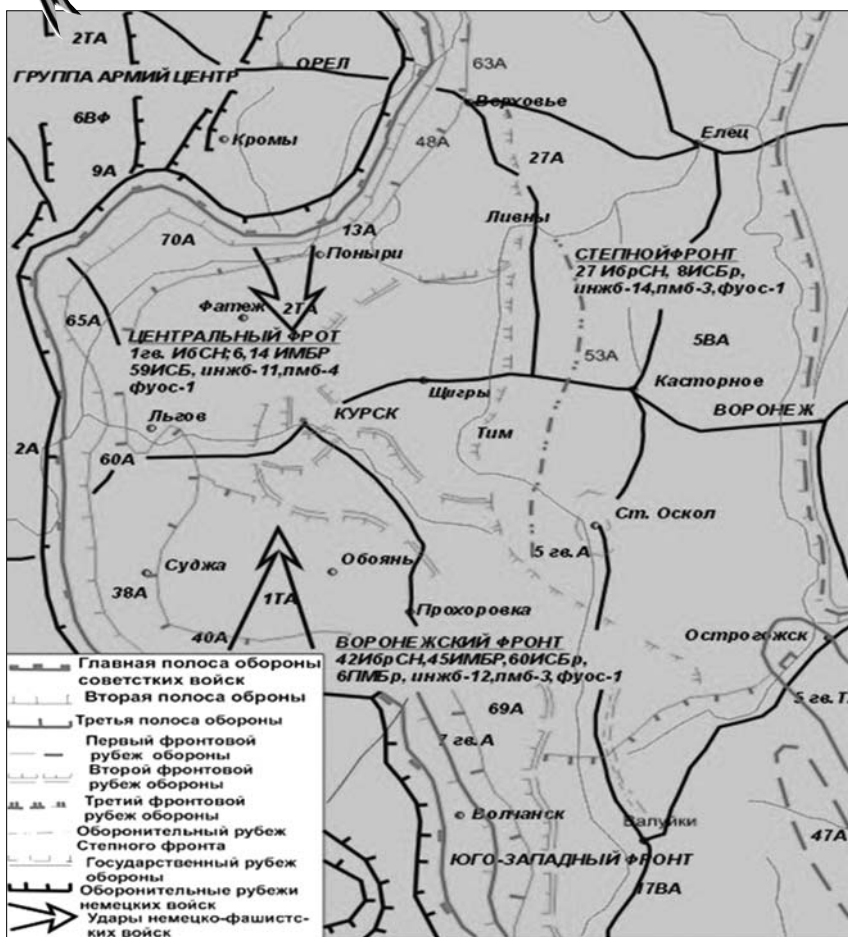 2ТА
ОРЕЛ
ГРУППА АРМИЙ ЦЕНТР
63А
Верховье
6ВФ
Кромы
48А
Елец
27А
9А
Ливны
13А
70А
Поныри
СТЕПНОЙФРОНТ
27 ИбрСН, 8ИСБр,
инжб-14,пмб-3,фуос-1
Фатеж
2ТА
65А
ЦЕНТРАЛЬНЫЙ ФРОТ
1гв. ИбСН;6,14 ИМБР
59ИСБ, инжб-11,пмб-4
фуос-1
5ВА
53А
Щигры
Касторное
Льгов
КУРСК
ВОРОНЕЖ
Тим
2А
60А
Ст. Оскол
5 гв.А
Суджа
Обоянь
38А
1ТА
Прохоровка
40А
Острогожск
ВОРОНЕЖСКИЙ ФРОНТ
42ИбрСН,45ИМБР,60ИСБр,
6ПМБр, инжб-12,пмб-3,фуос-1
69А
5 гв.Т
7 гв.А
Волчанск
Валуйки
47А
ЮГО-ЗАПАДНЫЙ ФРОНТ
17ВА
Главная полоса обороны
советстких войск
Вторая полоса оброны
Третья полоса обороны
Первый фронтовой
рубеж обороны
Второй фронтовой
рубеж обороны
Третий фронтовой
рубеж обороны
Оборонительный рубеж
Степного фронта
Государственный рубеж
обороны
Оборонительные рубежи
немецких войск
Удары немецко-фашистс-
ких войск